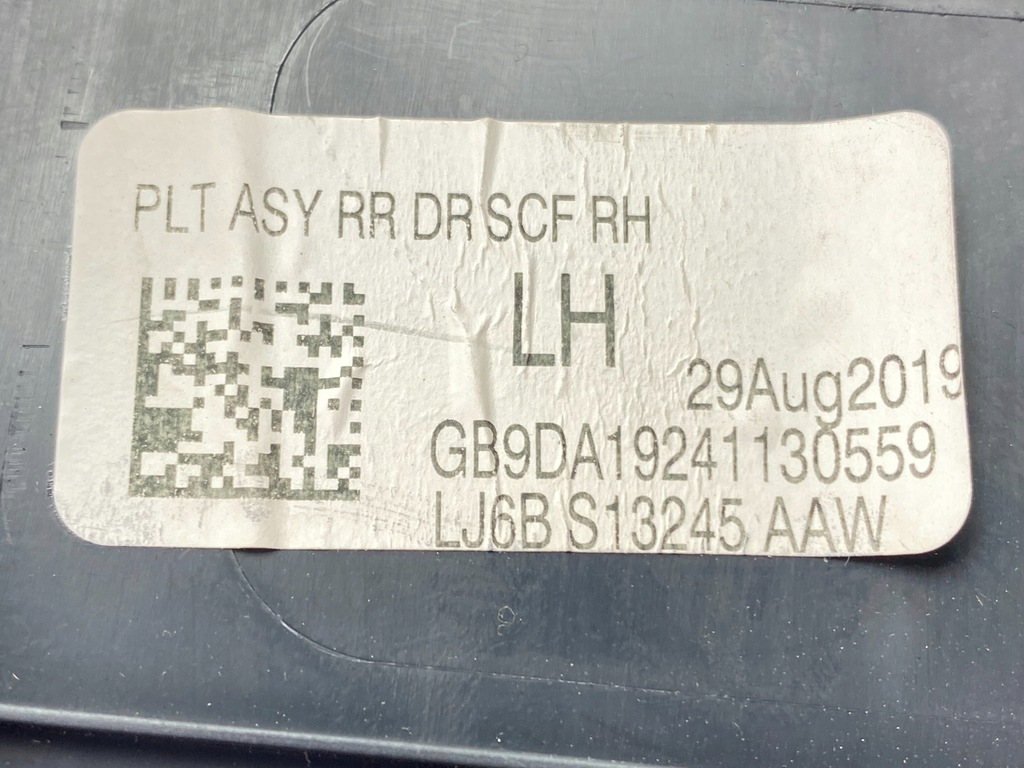 PLT ASY RR DR SCF RH
LH
29Aug2019
GB9DA19241130559
LJ6B S13245 AAW